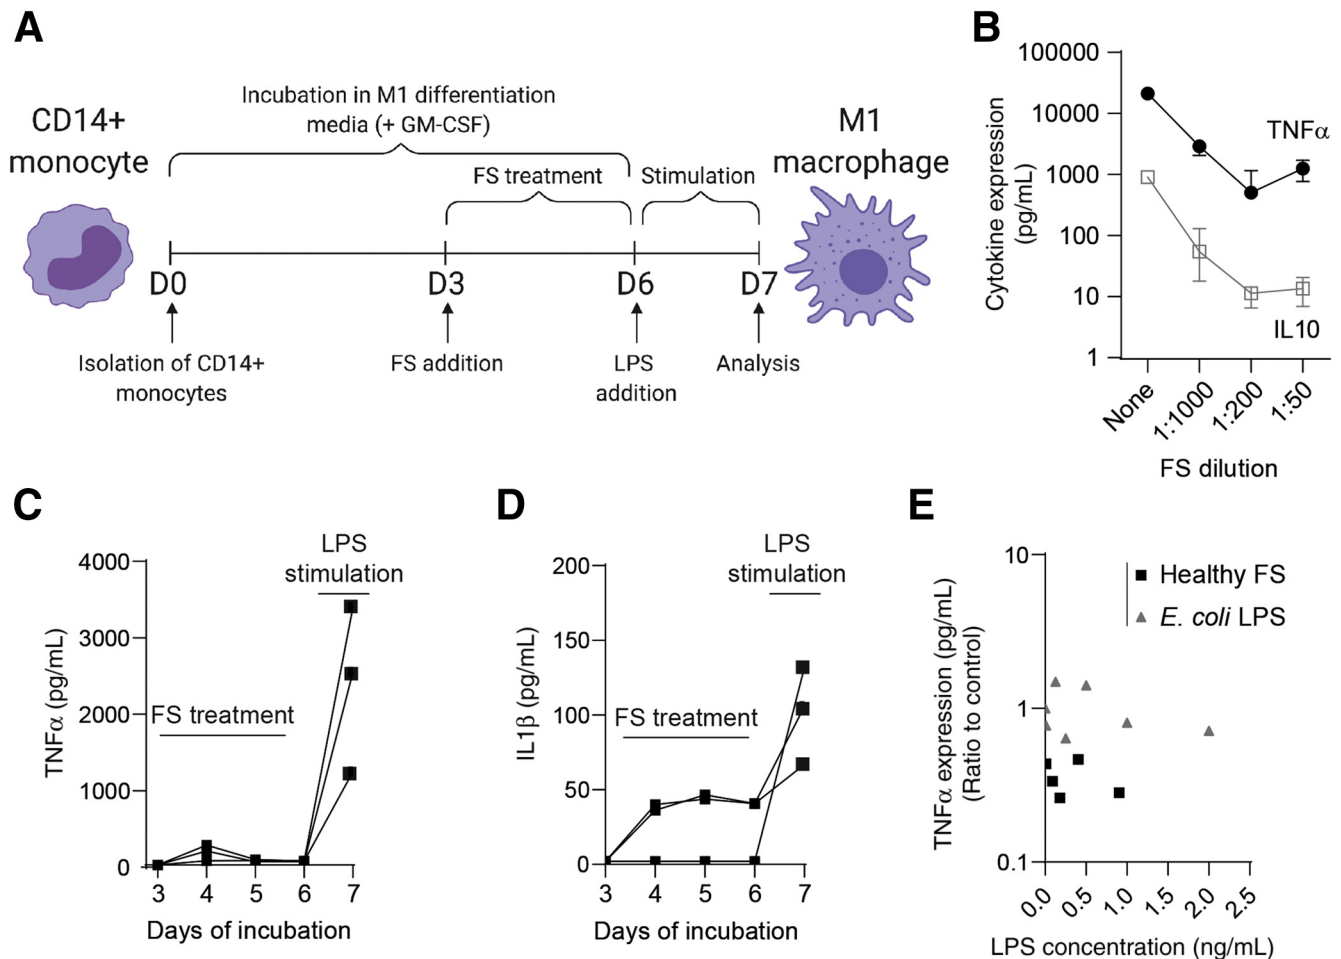 A
CD14+
monocyte
Incubation in M1 differentiation
media (+ GM-CSF)
FS treatment
Stimulation
M1
macrophage
D0
D3
D6
D7
Isolation of CD14+
monocytes
FS addition
LPS
addition
Analysis
B
Cytokine expression
(pg/mL)
100000
10000
1000
100
10
1
TNFα
IL10
None
1:1000
1:200
1:50
FS dilution
C
TNFα (pg/mL)
4000
3000
2000
1000
0
LPS
stimulation
FS treatment
3
4
5
6
7
Days of incubation
D
IL1β (pg/mL)
200
150
100
50
0
LPS
stimulation
FS treatment
3
4
5
6
7
Days of incubation
E
TNFα expression (pg/mL)
(Ratio to control)
10
1
0.1
Healthy FS
E. coli LPS
0.0
0.5
1.0
1.5
2.0
2.5
LPS concentration (ng/mL)